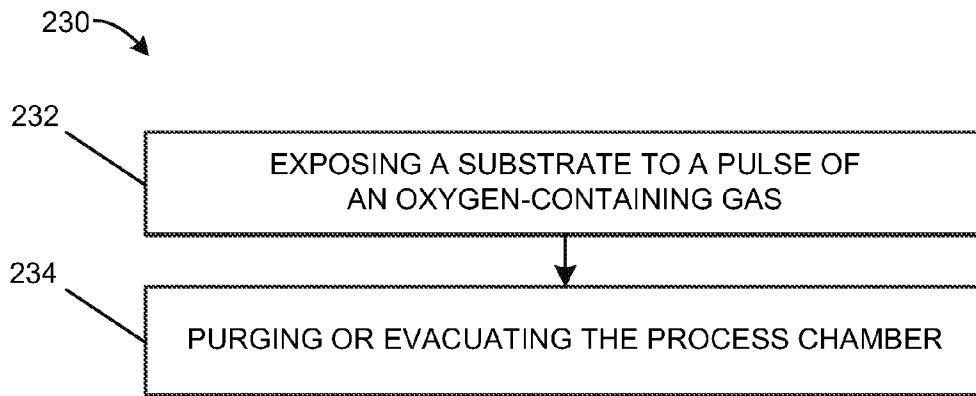 230
232
EXPOSING A SUBSTRATE TO A PULSE OF
AN OXYGEN-CONTAINING GAS
234
PURGING OR EVACUATING THE PROCESS CHAMBER